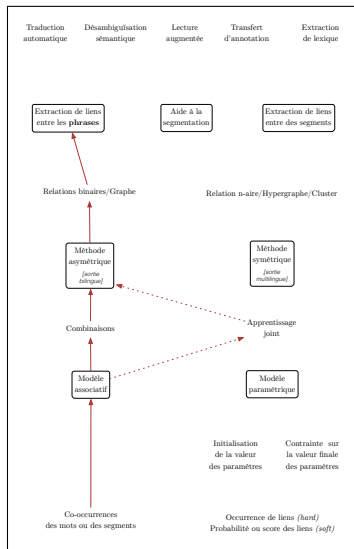 Traduction automatique
Désambiguïsation sémantique
Lecture augmentée
Transfert d'annotation
Extraction de lexique
Extraction de liens
entre les phrases
Aide à la
segmentation
Extraction de liens
entre des segments
Relations binaires/Graphe
Relation n-aire/Hypergraphe/Cluster
Méthode
asymétrique
[sortie
bilingue]
Méthode
symétrique
[sortie
multilingue]
Combinaisons
Apprentissage
joint
Modèle
associatif
Modèle
paramétrique
Initialisation
de la valeur
des paramètres
Contrainte sur
la valeur finale
des paramètres
Co-occurrences
des mots ou des segments
Occurrence de liens (hard)
Probabilité ou score des liens (soft)